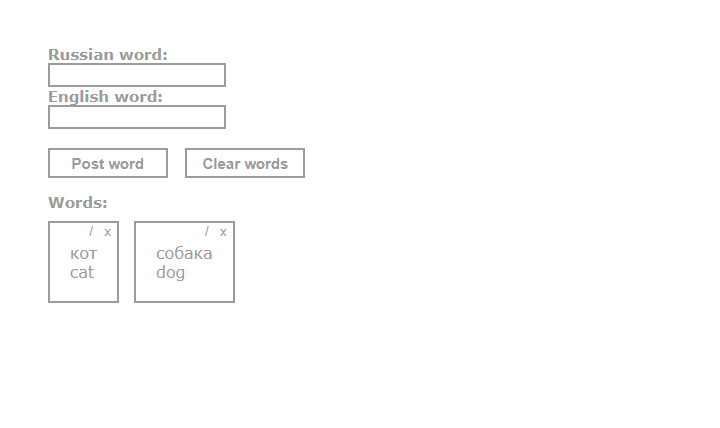 Russian word:
English word:
Post word Clear words
Words:
/ x / x
кот собака
cat dog